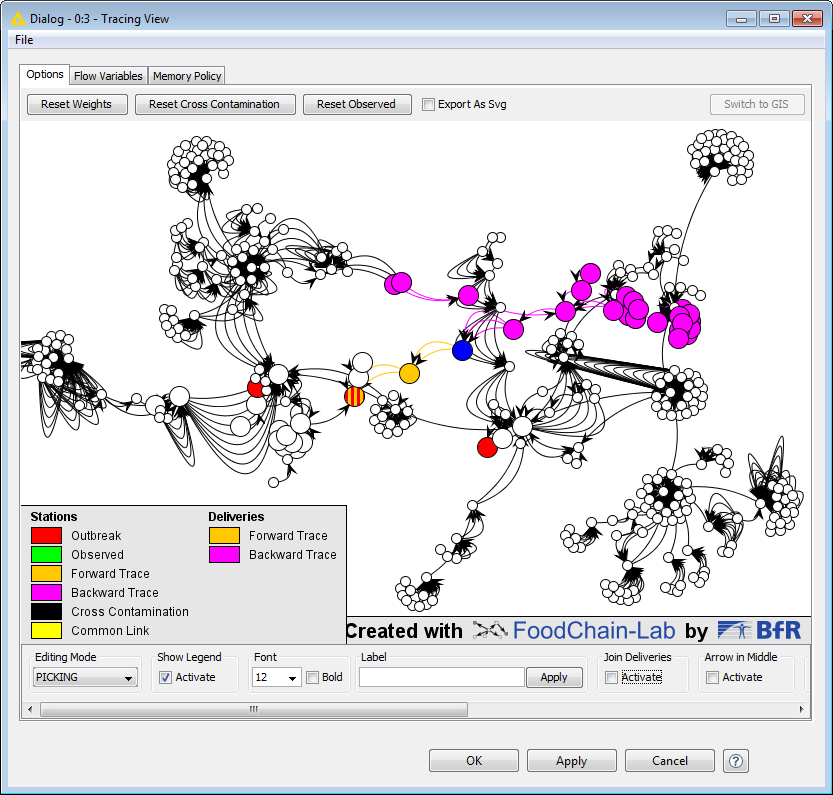 Dialog - 0:3 - Tracing View
File
Options Flow Variables Memory Policy
Reset Weights Reset Cross Contamination Reset Observed Export As Svg Switch to GIS
Stations Deliveries
Outbreak Forward Trace
Observed Backward Trace
Forward Trace
Backward Trace
Cross Contamination
Common Link
Created with FoodChain-Lab by BfR
Editing Mode Show Legend Font Label Join Deliveries Arrow in Middle
PICKING Activate 12 Bold Apply Activate Activate
OK Apply Cancel ?